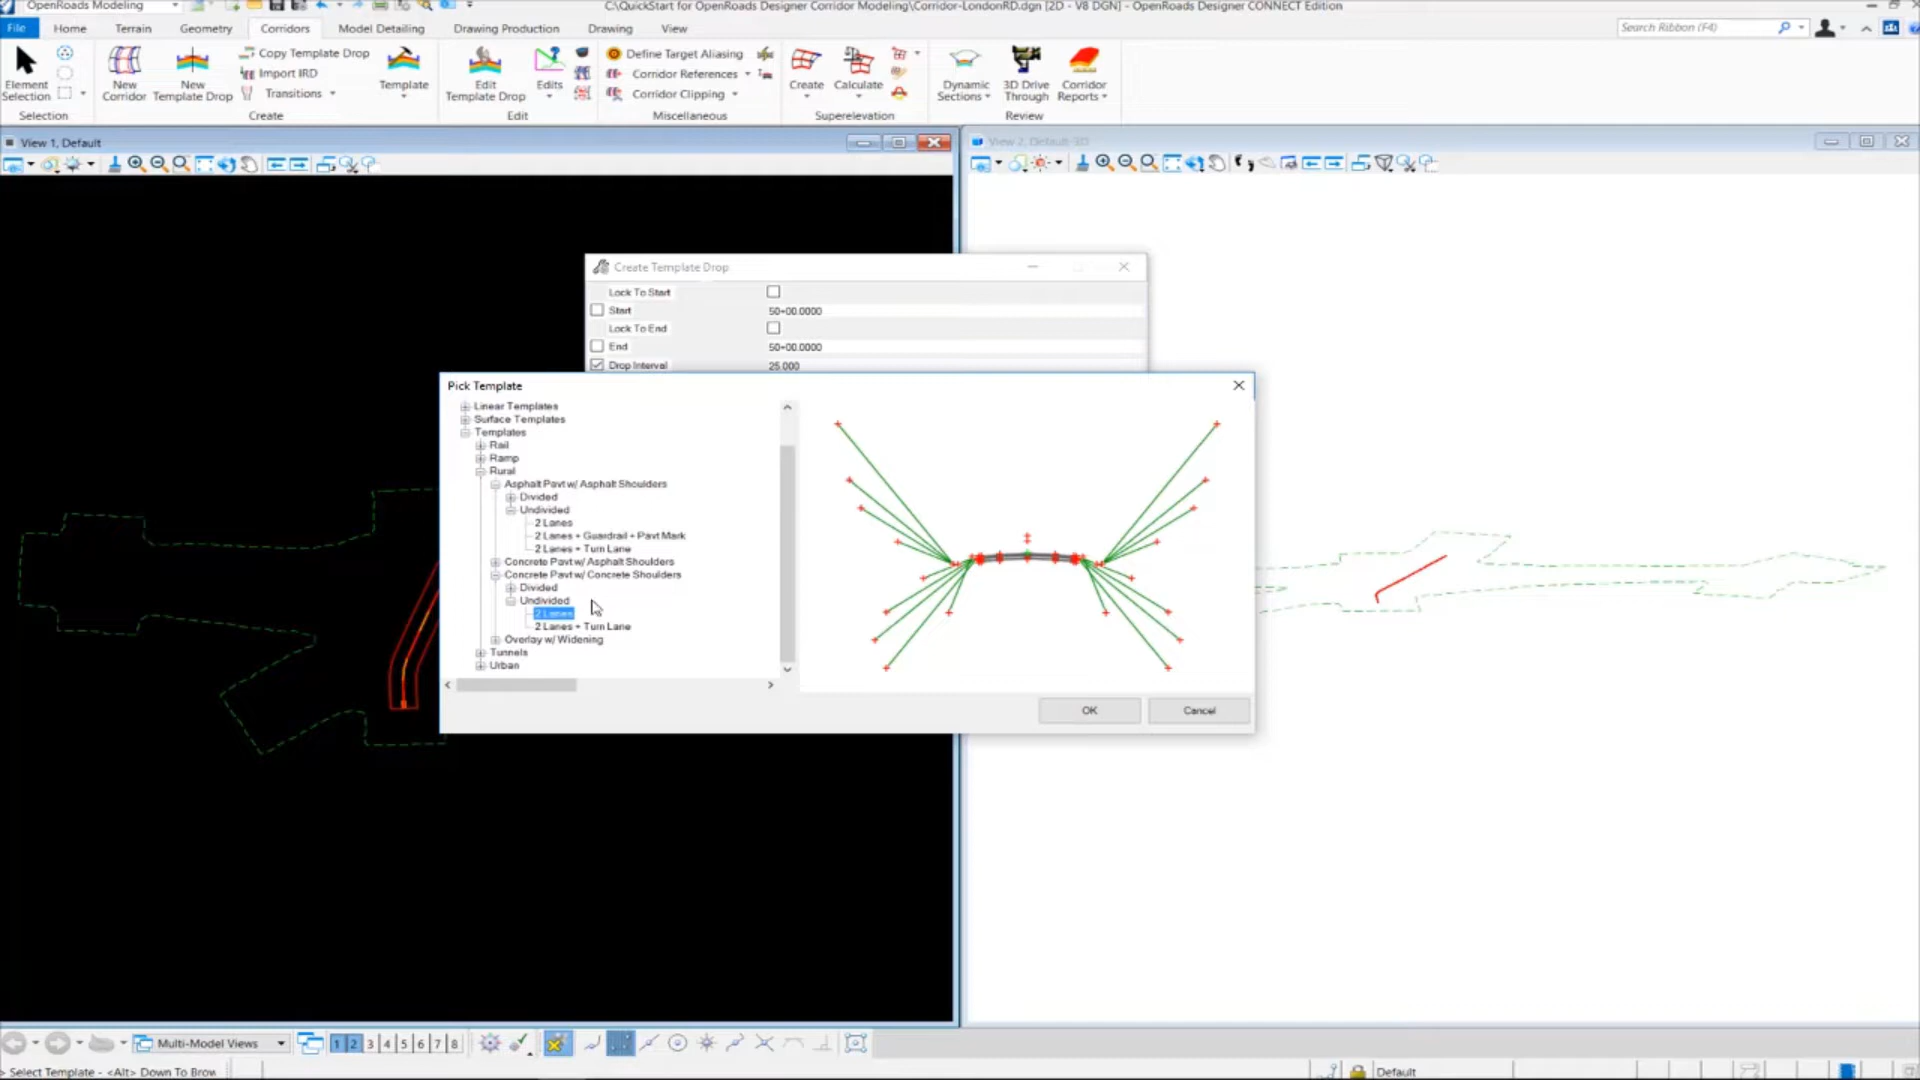 OpenRoads Modeling
C:\QuickStart for OpenRoads Designer Corridor Modeling\Corridor-LondonRD.dgn [2D - V8 DGN] - OpenRoads Designer CONNECT Edition
File Home Terrain Geometry Corridors Model Detailing Drawing Production Drawing View
Search Ribbon (F4)
Element Selection
New Corridor
New Template Drop
Copy Template Drop
Import IRD
Transitions
Template
Edit Template Drop
Edits
Define Target Aliasing
Corridor References
Corridor Clipping
Create
Calculate
Dynamic Sections
3D Drive Through
Corridor Reports
Selection Create Edit Miscellaneous Superelevation Review
View 1, Default
View 2, Default-3D
Create Template Drop
Lock To Start
Start 50+00.0000
Lock To End
End 50+00.0000
Drop Interval 25.000
Pick Template
Linear Templates
Surface Templates
Templates
Rail
Ramp
Rural
Asphalt Pavt w/ Asphalt Shoulders
Divided
Undivided
2 Lanes
2 Lanes + Guardrail + Pavt Mark
2 Lanes + Turn Lane
Concrete Pavt w/ Asphalt Shoulders
Concrete Pavt w/ Concrete Shoulders
Divided
Undivided
2 Lanes
2 Lanes + Turn Lane
Overlay w/ Widening
Tunnels
Urban
OK Cancel
Multi-Model Views
1 2 3 4 5 6 7 8
> Select Template - <Alt> Down To Brow
Default